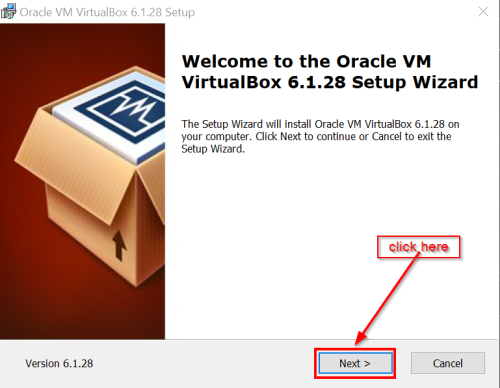 Oracle VM VirtualBox 6.1.28 Setup
Welcome to the Oracle VM
VirtualBox 6.1.28 Setup Wizard
The Setup Wizard will install Oracle VM VirtualBox 6.1.28 on
your computer. Click Next to continue or Cancel to exit the
Setup Wizard.
click here
Version 6.1.28
Next >
Cancel